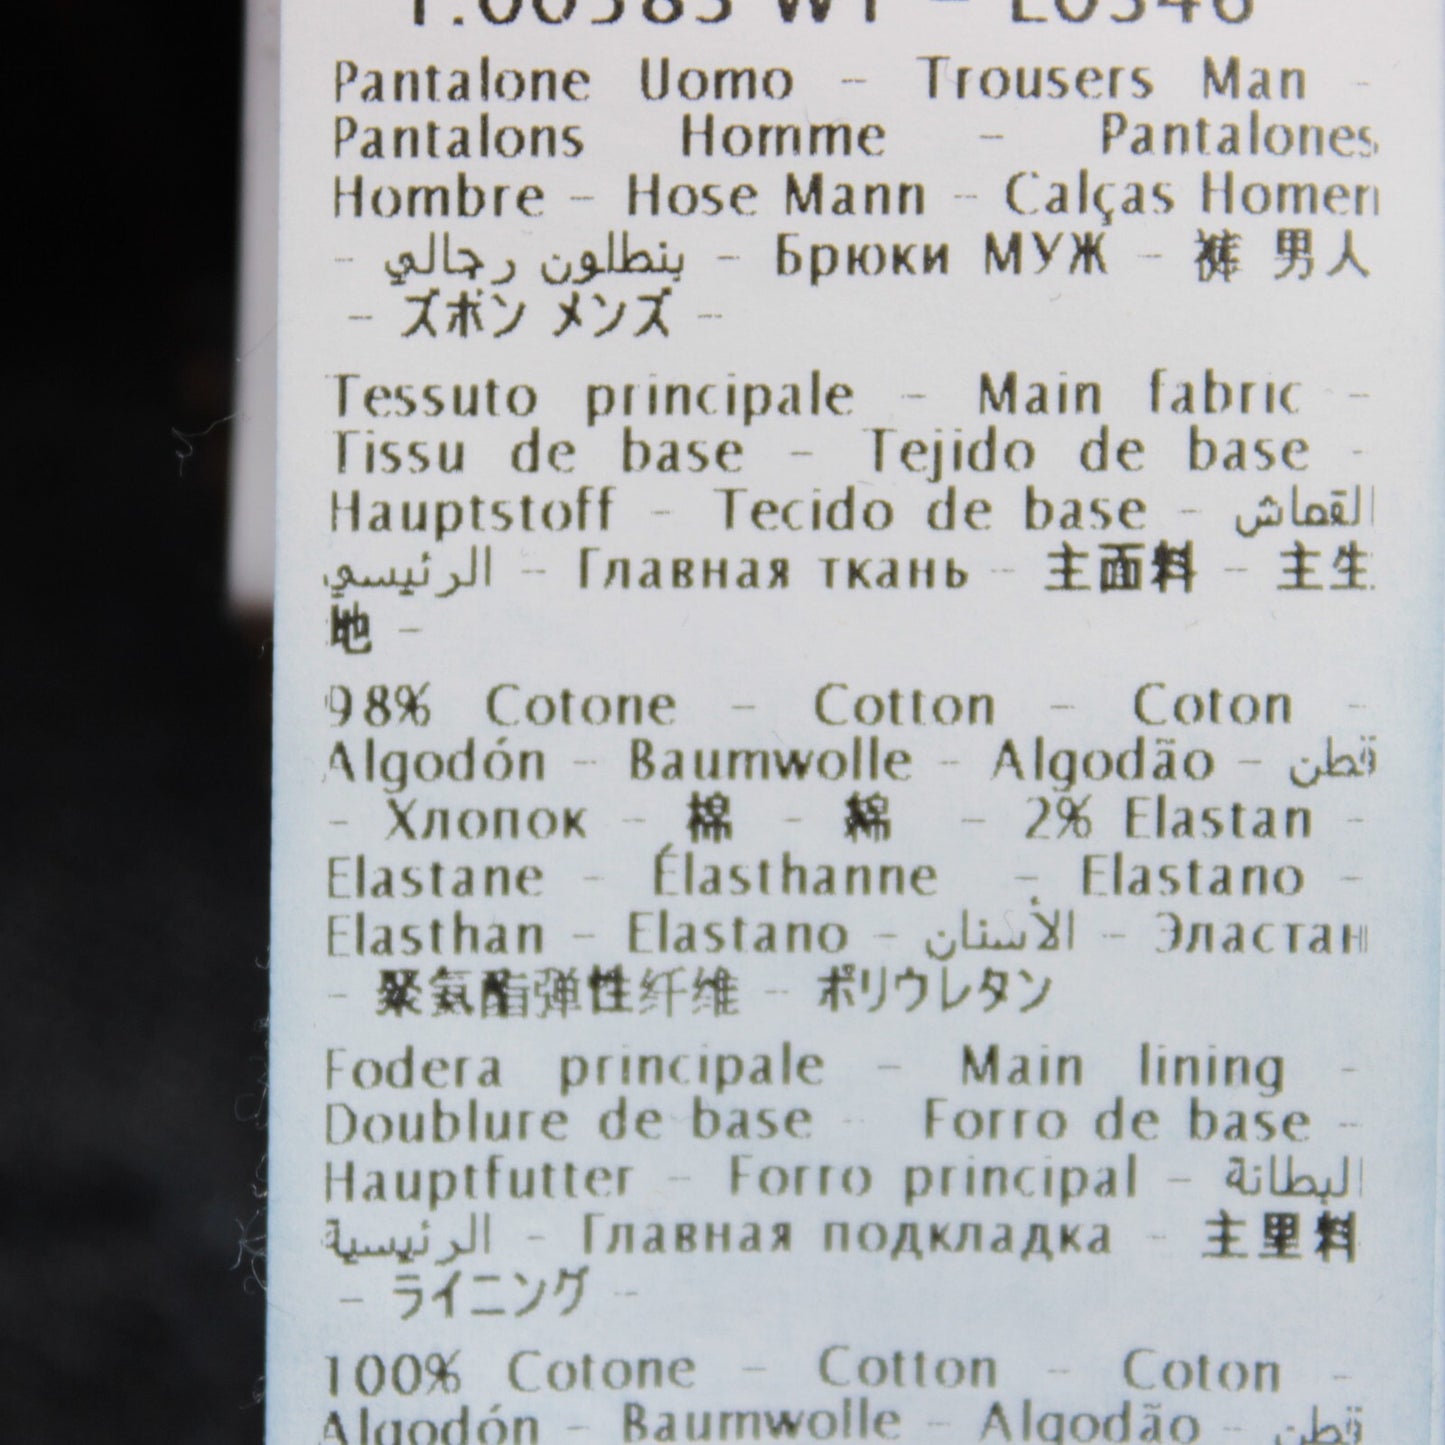 Pantalone Uomo - Trousers Man -
Pantalons Homme - Pantalones
Hombre - Hose Mann - Calças Homem
- بنطلون رجالي - Брюки МУЖ - 裤 男人
- ズボン メンズ -
Tessuto principale - Main fabric -
Tissu de base - Tejido de base -
Hauptstoff - Tecido de base - القماش
الرئيسي - Главная ткань - 主面料 - 主生
地 -
98% Cotone - Cotton - Coton -
Algodón - Baumwolle - Algodão - قطن
- Хлопок - 棉 - 綿 - 2% Elastan -
Elastane - Élasthanne - Elastano -
Elasthan - Elastano - الأستان - Эластан
- 聚氨酯弹性纤维 - ポリウレタン
Fodera principale - Main lining -
Doublure de base - Forro de base -
Hauptfutter - Forro principal - البطانة
الرئيسية - Главная подкладка - 主里料
- ライニング -
100% Cotone - Cotton - Coton -
Algodón - Baumwolle - Algodão - قطن